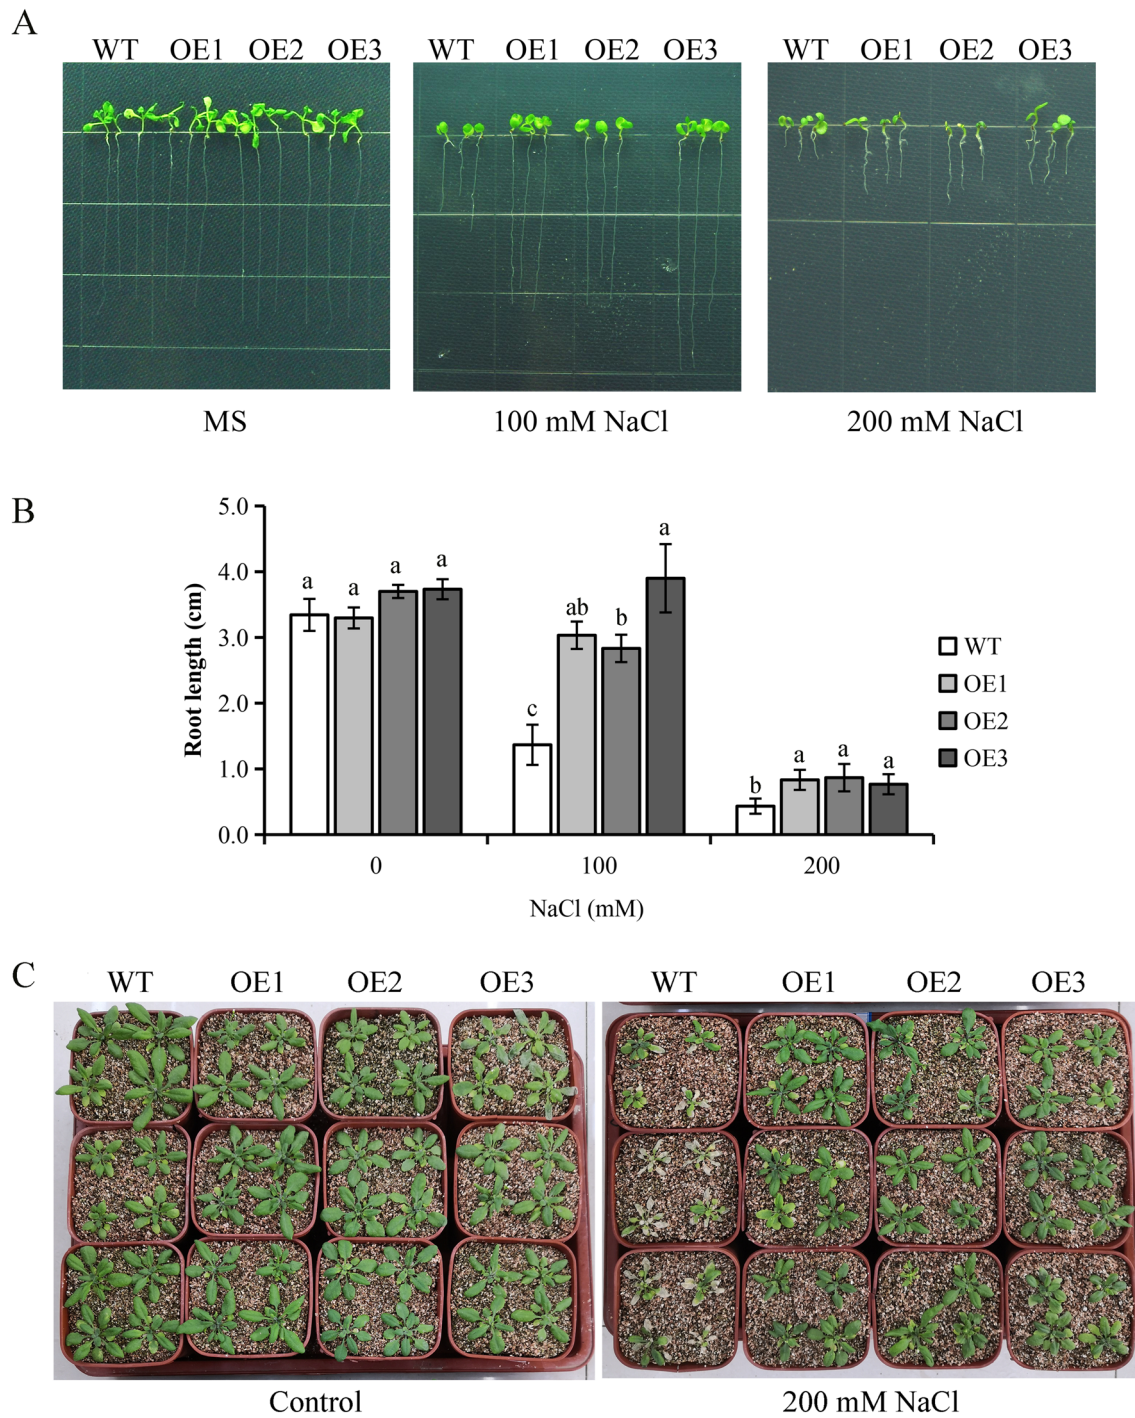 A
WT OE1 OE2 OE3 WT OE1 OE2 OE3 WT OE1 OE2 OE3
MS 100 mM NaCl 200 mM NaCl
B
5.0
4.0
3.0
2.0
1.0
0.0
Root length (cm)
a a a a
c ab b a
b a a a
0 100 200
NaCl (mM)
WT
OE1
OE2
OE3
C
WT OE1 OE2 OE3 WT OE1 OE2 OE3
Control 200 mM NaCl